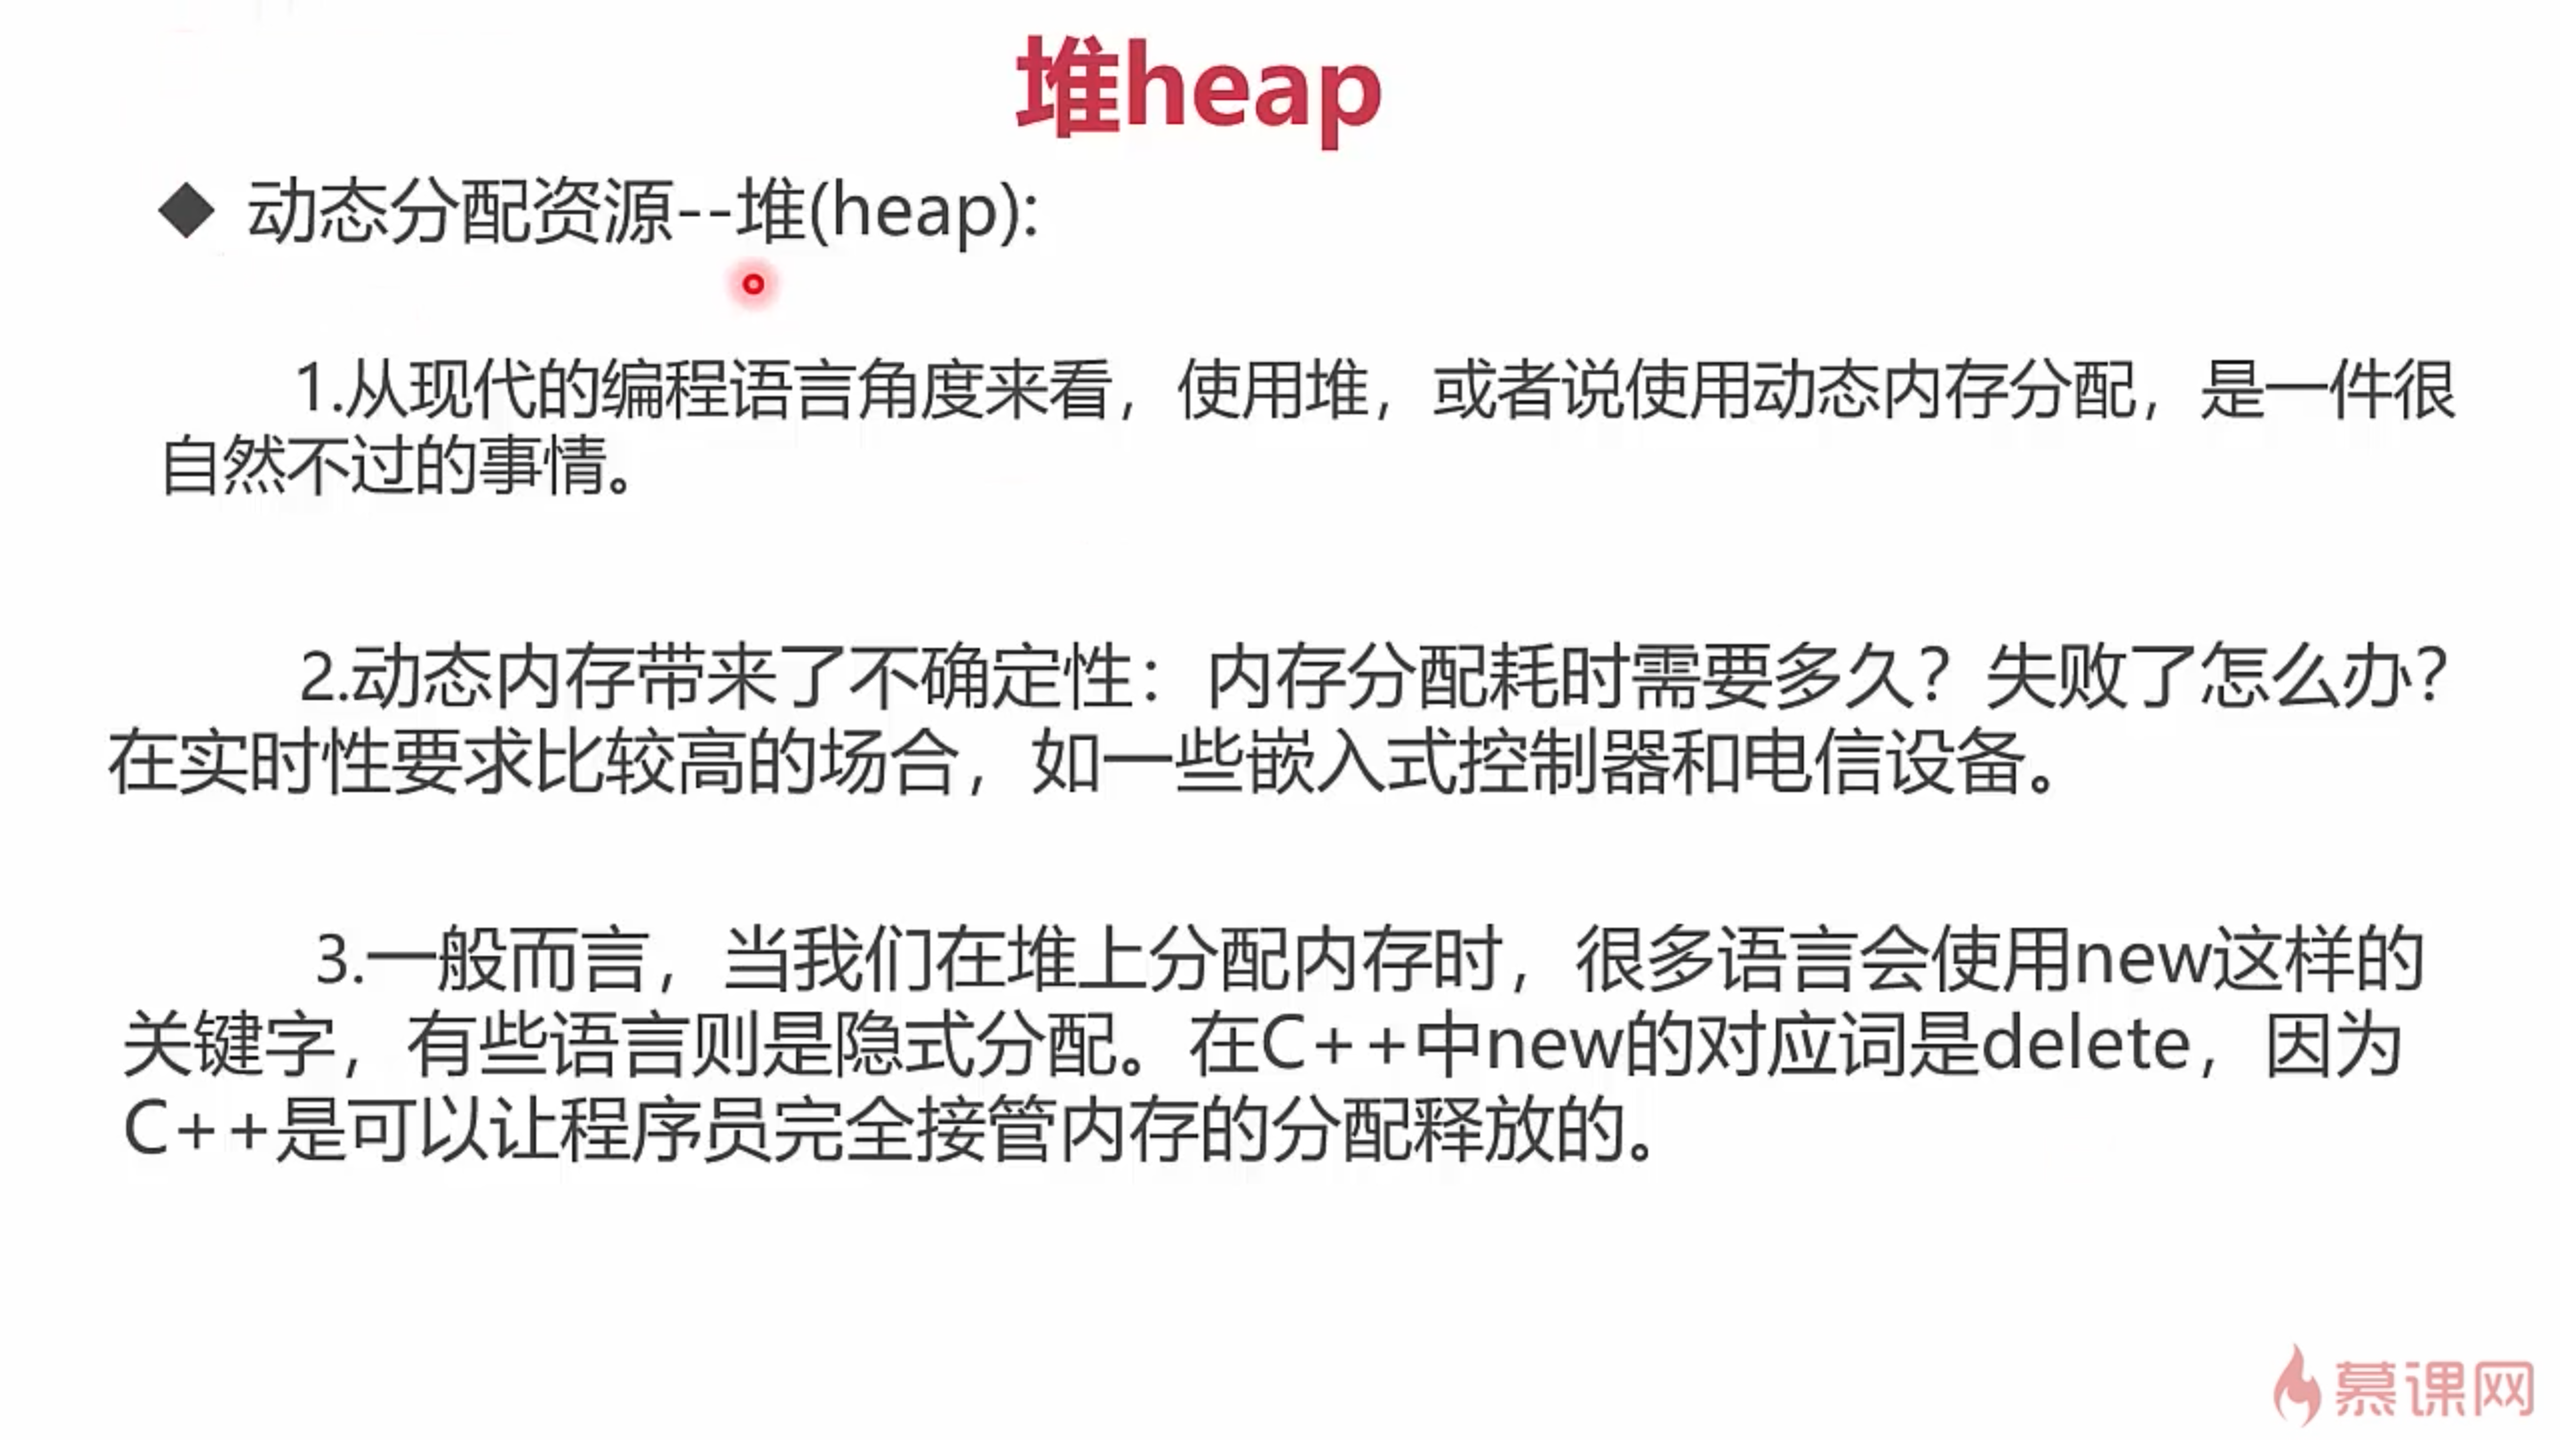 堆heap
◆ 动态分配资源--堆(heap):
1.从现代的编程语言角度来看，使用堆，或者说使用动态内存分配，是一件很
自然不过的事情。
2.动态内存带来了不确定性：内存分配耗时需要多久？失败了怎么办？
在实时性要求比较高的场合，如一些嵌入式控制器和电信设备。
3.一般而言，当我们在堆上分配内存时，很多语言会使用new这样的
关键字，有些语言则是隐式分配。在C++中new的对应词是delete，因为
C++是可以让程序员完全接管内存的分配释放的。
慕课网